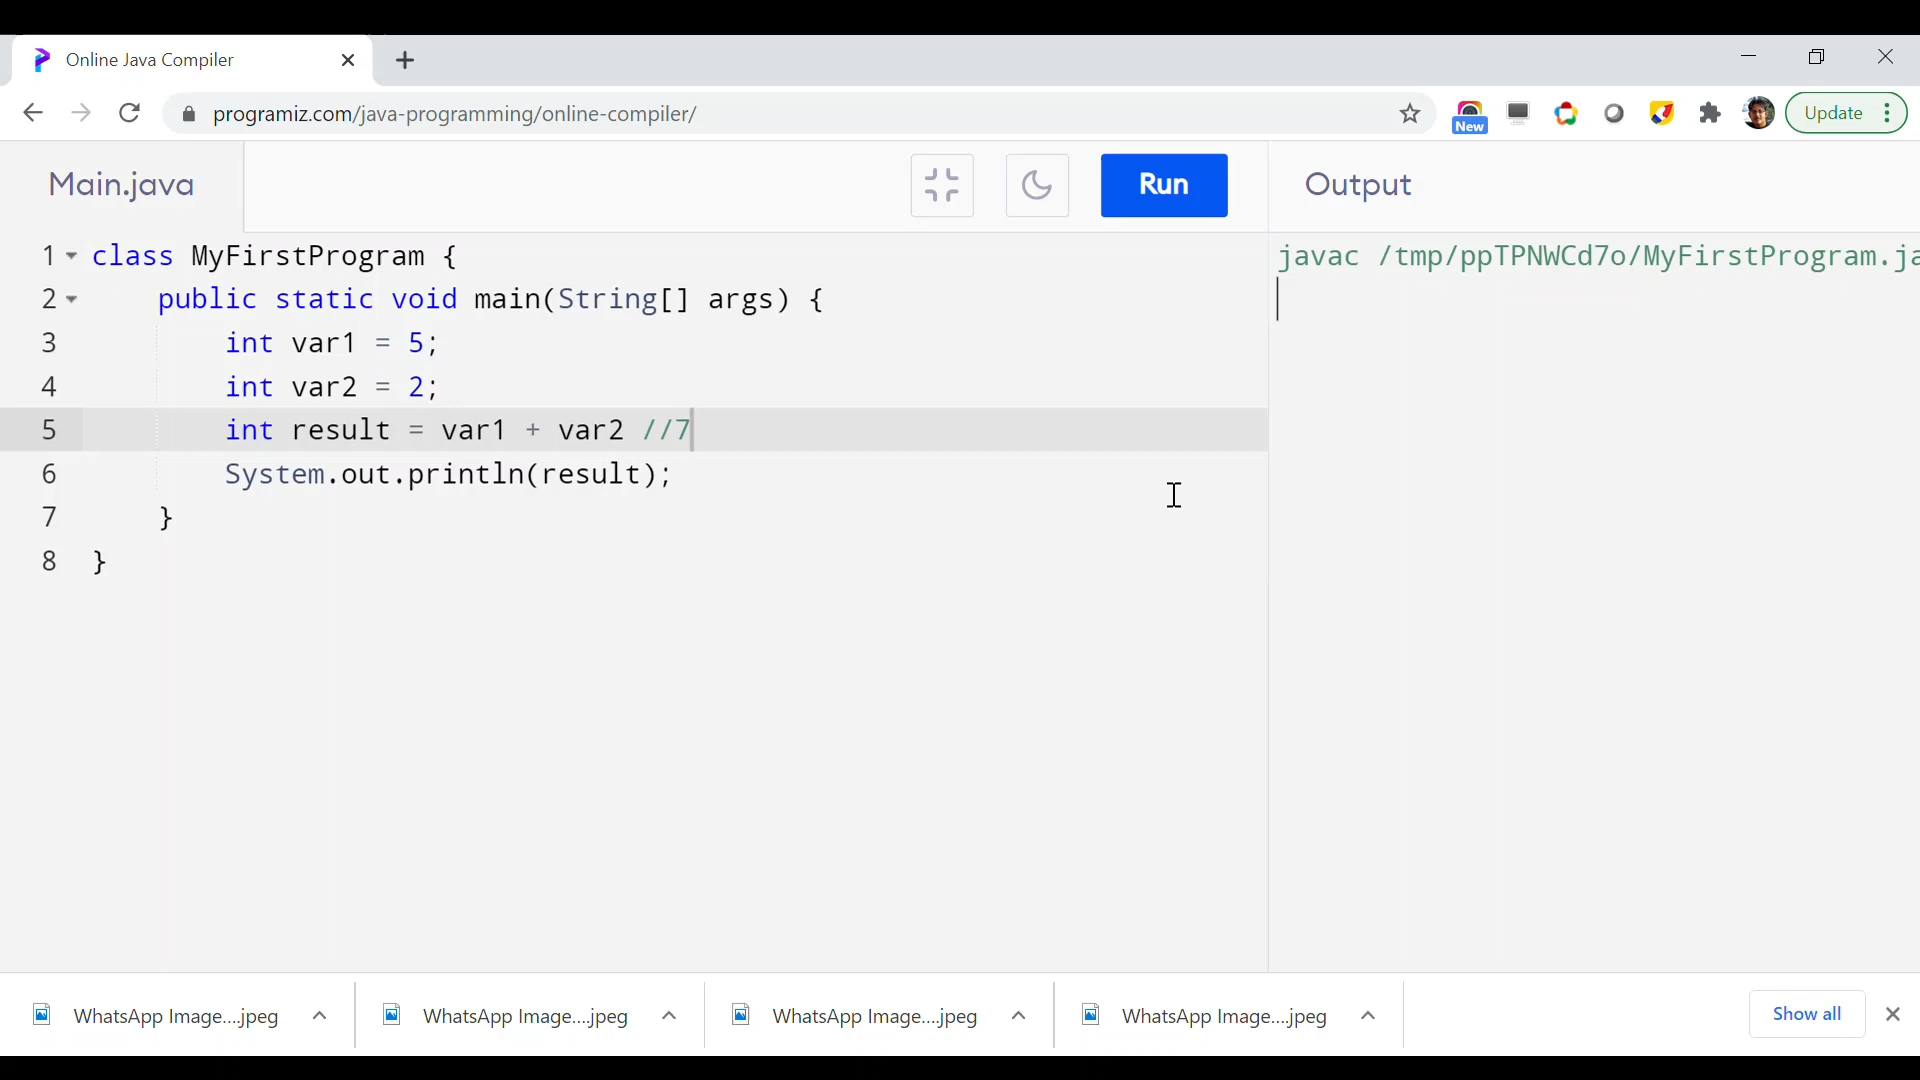 Online Java Compiler
programiz.com/java-programming/online-compiler/
New
Update
Main.java
Run
Output
1 class MyFirstProgram {
2 public static void main(String[] args) {
3 int var1 = 5;
4 int var2 = 2;
5 int result = var1 + var2 //7
6 System.out.println(result);
7 }
8 }
javac /tmp/ppTPNWCd7o/MyFirstProgram.ja
WhatsApp Image....jpeg
WhatsApp Image....jpeg
WhatsApp Image....jpeg
WhatsApp Image....jpeg
Show all